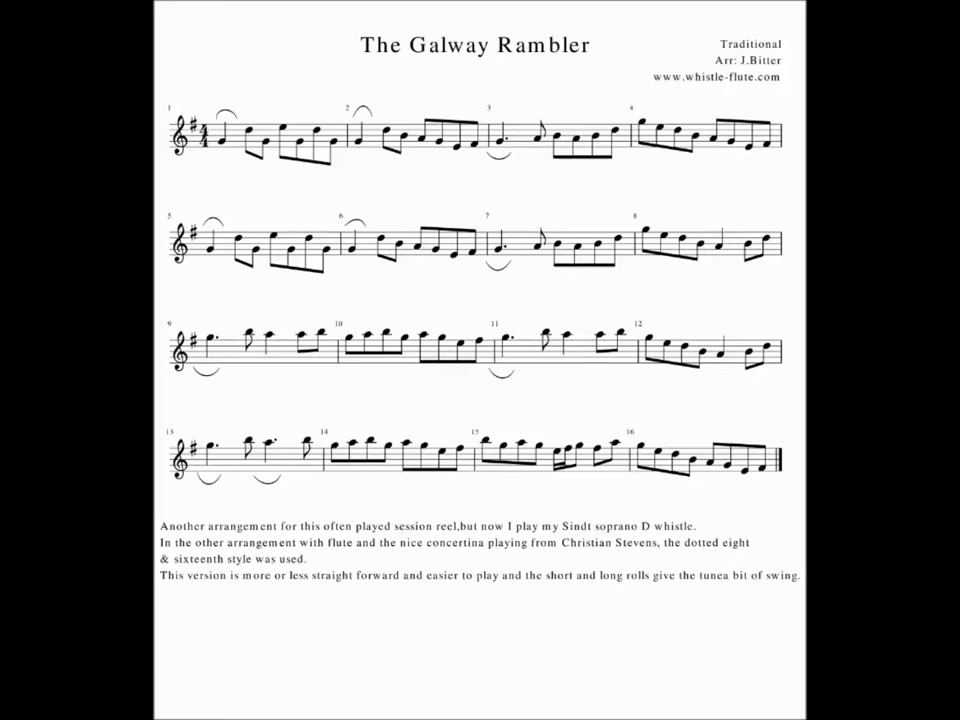 The Galway Rambler
Traditional
Arr: J.Bitter
www.whistle-flute.com
1 2 3 4
4
4
5 6 7 8
9 10 11 12
13 14 15 16
Another arrangement for this often played session reel,but now I play my Sindt soprano D whistle.
In the other arrangement with flute and the nice concertina playing from Christian Stevens, the dotted eight
& sixteenth style was used.
This version is more or less straight forward and easier to play and the short and long rolls give the tunea bit of swing.